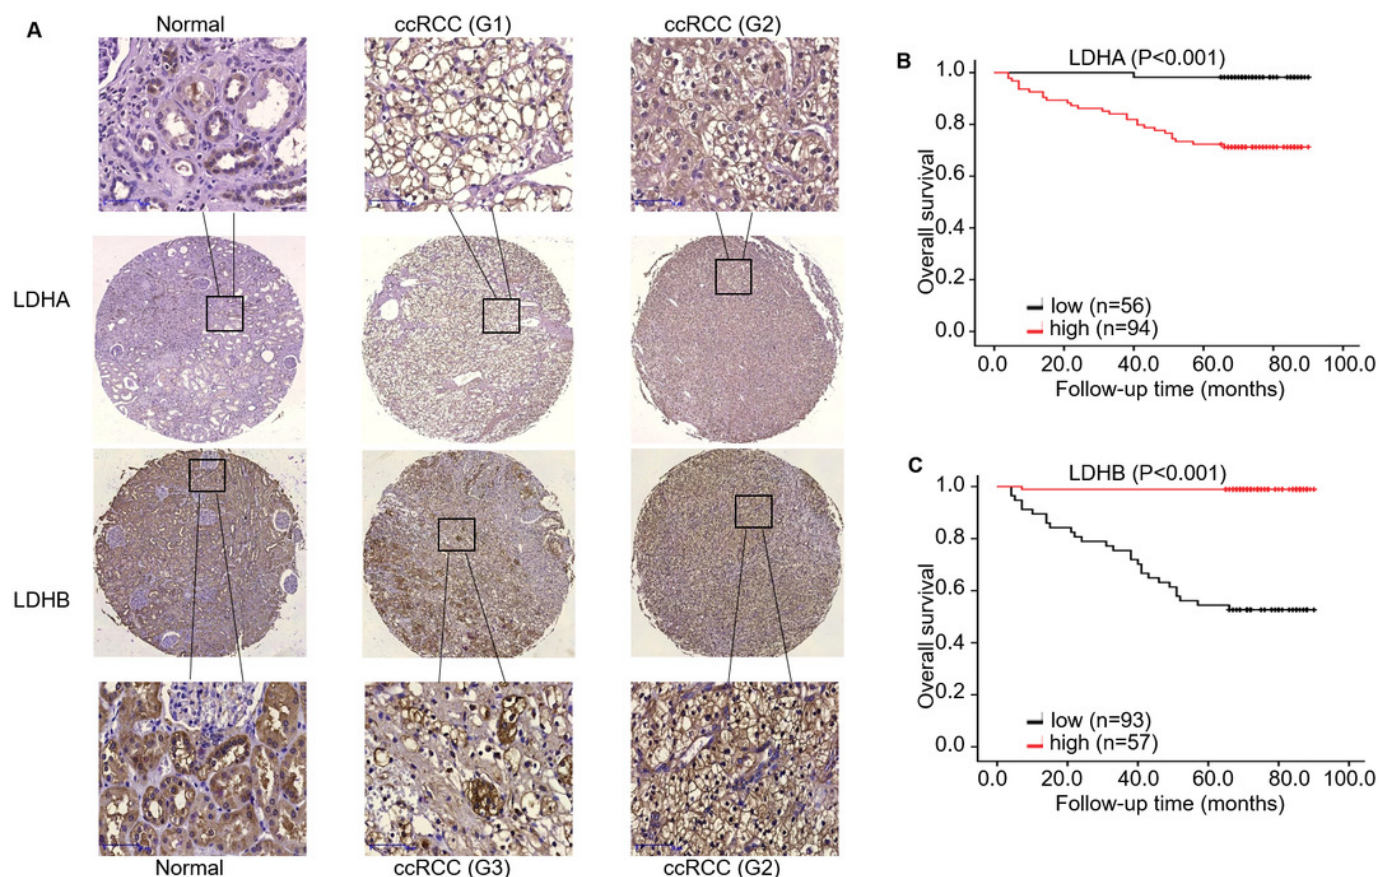 A
Normal
ccRCC (G1)
ccRCC (G2)
LDHA
LDHB
Normal
ccRCC (G3)
ccRCC (G2)
B
LDHA (P<0.001)
Overall survival
1.0
0.8
0.6
0.4
0.2
0.0
low (n=56)
high (n=94)
0.0 20.0 40.0 60.0 80.0 100.0
Follow-up time (months)
C
LDHB (P<0.001)
Overall survival
1.0
0.8
0.6
0.4
0.2
0.0
low (n=93)
high (n=57)
0.0 20.0 40.0 60.0 80.0 100.0
Follow-up time (months)